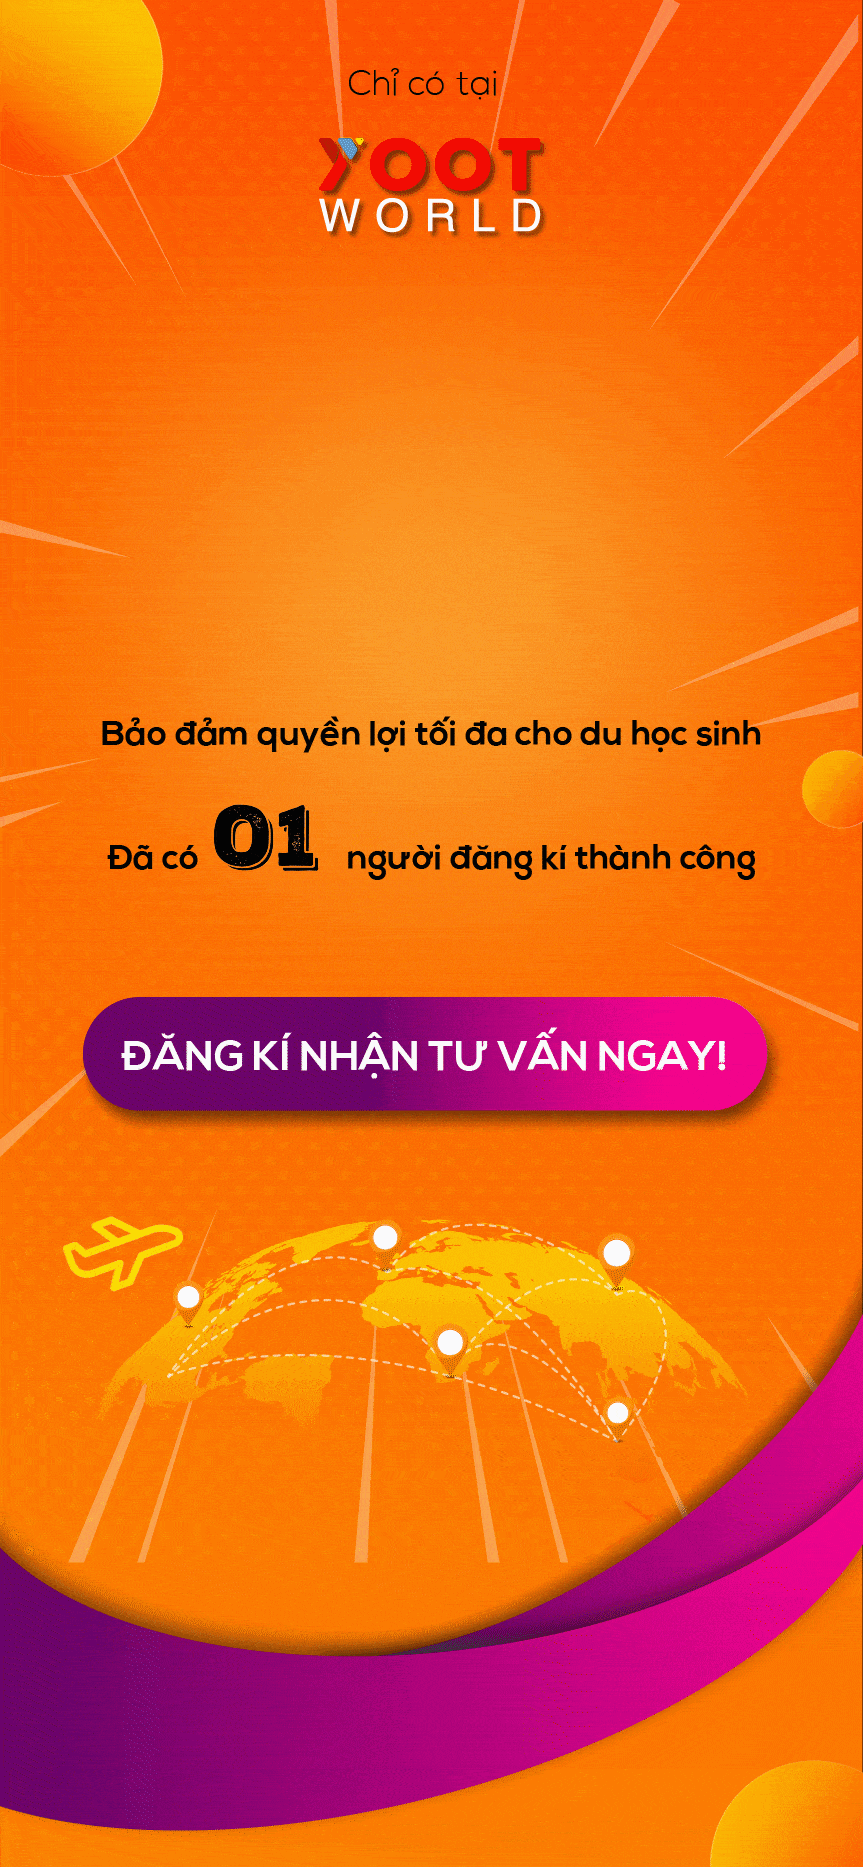 Chỉ có tại
YOOT
WORLD
Bảo đảm quyền lợi tối đa cho du học sinh
Đã có 01 người đăng kí thành công
ĐĂNG KÍ NHẬN TƯ VẤN NGAY!